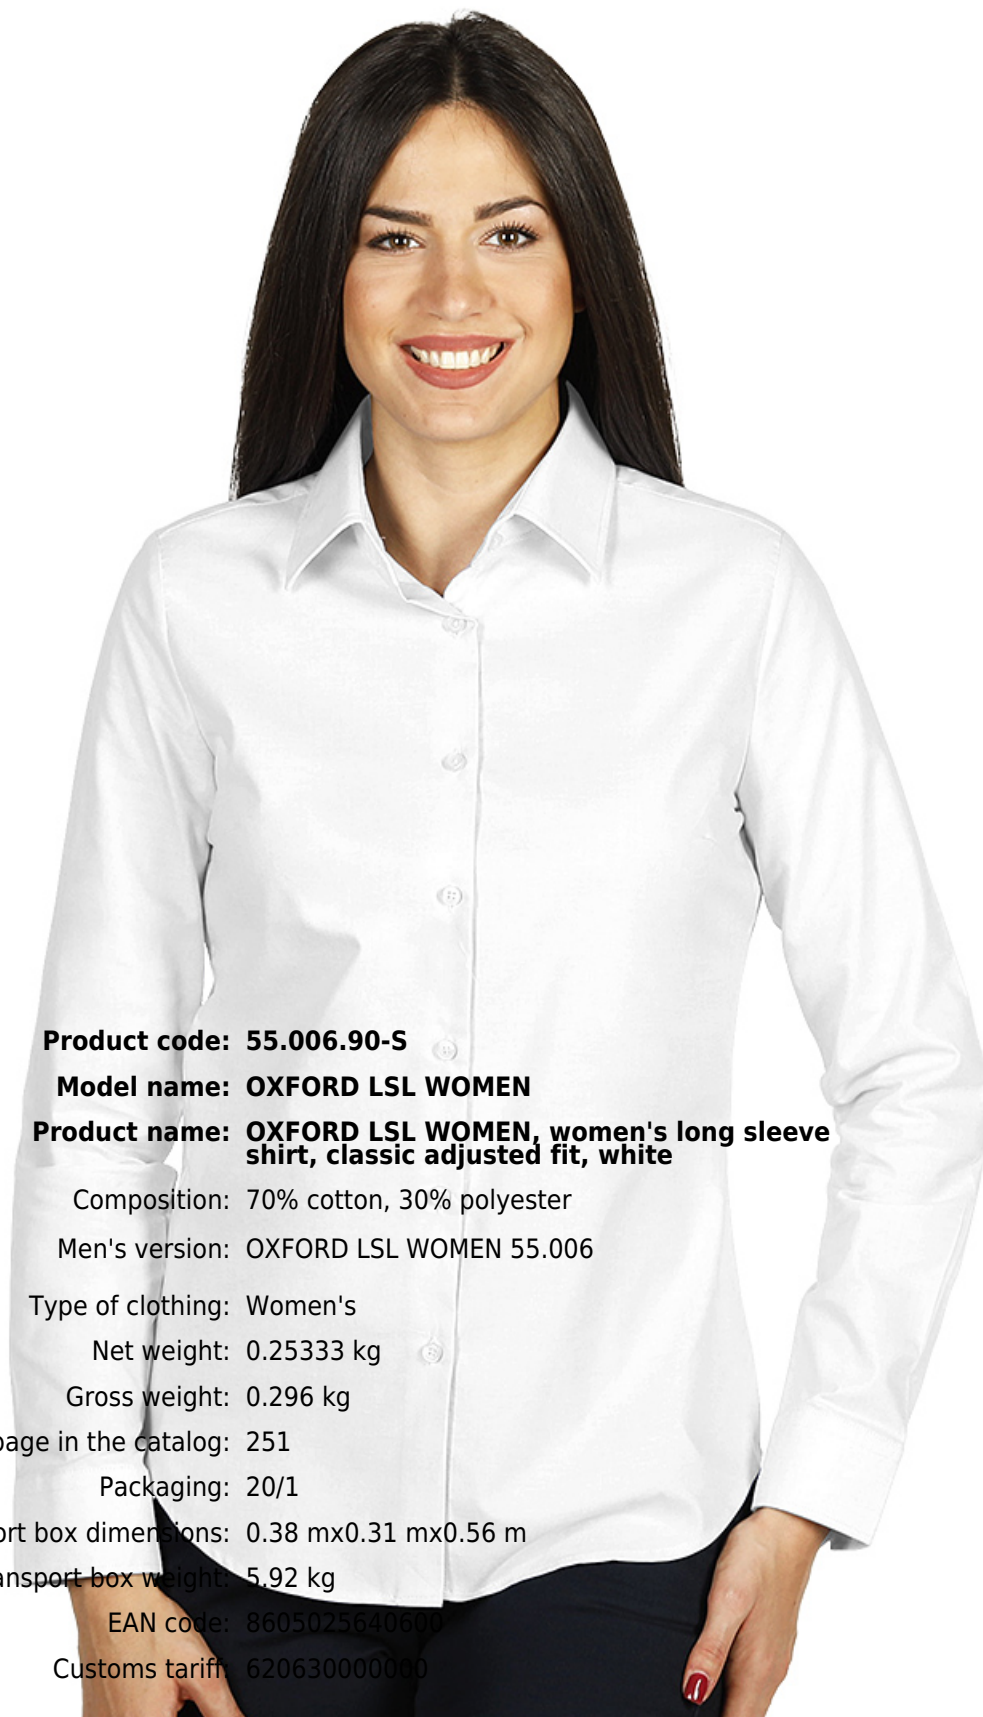 Product code: 55.006.90-S
Model name: OXFORD LSL WOMEN
Product name: OXFORD LSL WOMEN, women's long sleeve
shirt, classic adjusted fit, white
Composition: 70% cotton, 30% polyester
Men's version: OXFORD LSL WOMEN 55.006
Type of clothing: Women's
Net weight: 0.25333 kg
Gross weight: 0.296 kg
page in the catalog: 251
Packaging: 20/1
ort box dimensions: 0.38 mx0.31 mx0.56 m
ansport box weight: 5.92 kg
EAN code: 8605025640600
Customs tariff: 620630000000